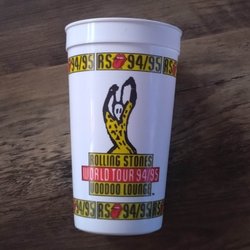 RS 94/95 RS 94/95
ROLLING STONES
WORLD TOUR 94/95
VOODOO LOUNGE
TM
95 RS 94/95 RS